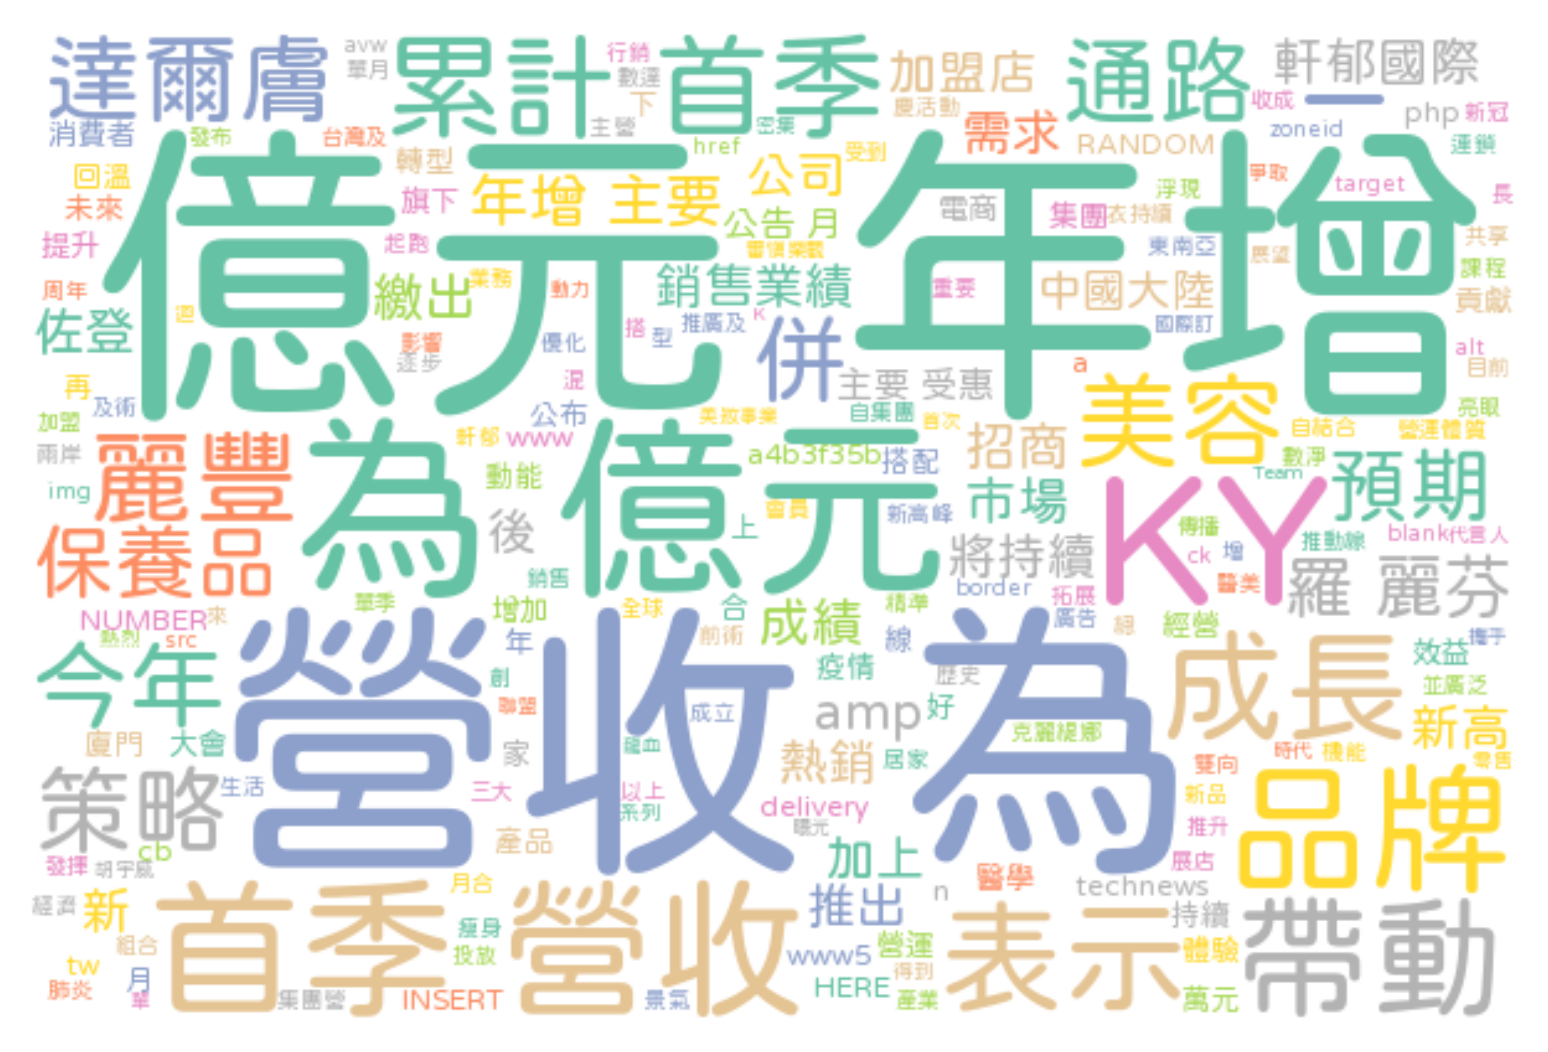 達爾膚 avw 單月 累計首季 行銷 數達 下 主營 加盟店 慶活動 通路 軒郁國際
消費者 發布 台灣及 href 密集 需求 收成 一 php 新冠
zoneid 連鎖
回溫 轉型 億元年增 公司 受到 RANDOM 爭取 target 長
未來 旗下 年增 主要 公告 月 電商 集團 衣持續 浮現 共享
提升 起跑 審慎樂觀 東南亞 展望 課程
周年 週 繳出 業務 動力 銷售業績 重要 中國大陸 貢獻
佐登 影響 逐步 優化 搭 型 推廣及 K 併 國際訂 alt
再 混 主要 受惠 a 目前
加盟 及術 公布 美妝事業 自集團 首次 美容 亮眼
兩岸 麗豐 為億元 軒郁 www a4b3f35b 搭配 招商 自結合 營運體質
img 動能 會員 新高峰 市場 Team 數淨 預期
保養品 後 上 KY 傳播 blank 代言人
將持續 ck 增 推動線
銷售 border 拓展 醫美 羅 麗芬
NUMBER 來 單季 增加 全球 合 成績 精準 廣告 經營
熱烈 src 年 前術 線 效益 攜手
今年 營收為 創 疫情 歷史 成長 並廣泛
聯盟 成立 amp 好 克麗緹娜 新高
廈門 大會 家 龍血 熱銷 居家 雙向 時代 機能 零售
策略 生活 三大 以上 系列 delivery 新品 品牌
曝光 推升
發揮 cb 胡宇威 產品 加上 展店
經濟 新 首季營收 月合 推出 n 醫學 technews
組合 瘦身 表示 持續 帶動
tw 月 投放 www5 營運 體驗
肺炎 單 集團營 INSERT 景氣 HERE 得到 產業 萬元